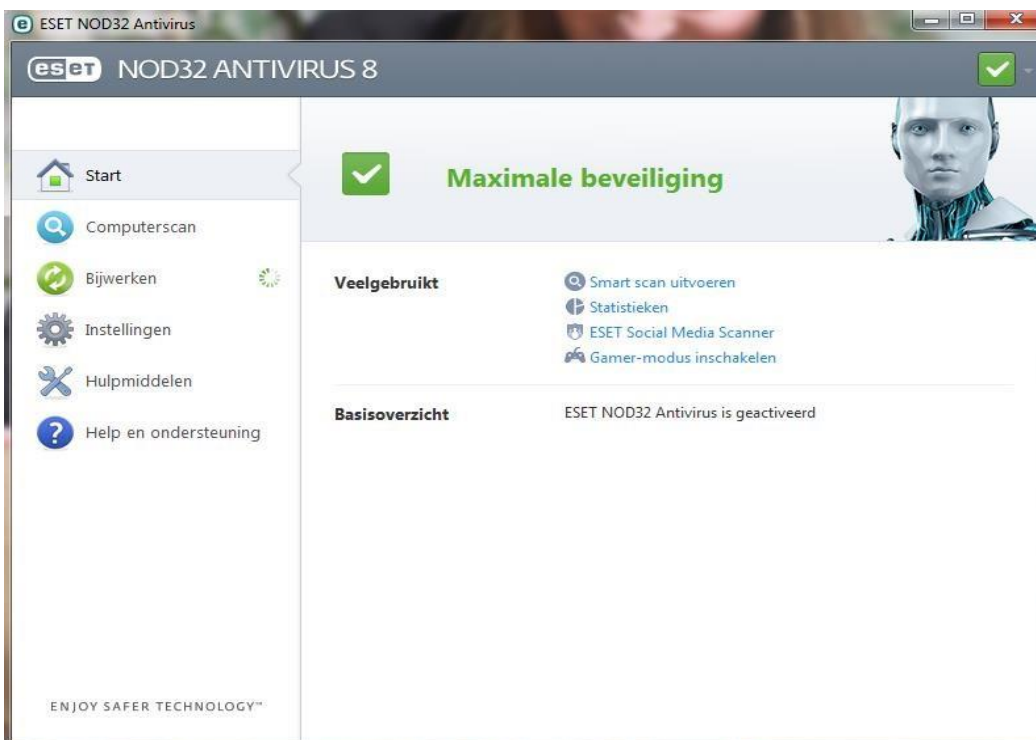 ESET NOD32 Antivirus
eset NOD32 ANTIVIRUS 8
Start
Computerscan
Bijwerken
Instellingen
Hulpmiddelen
Help en ondersteuning
Maximale beveiliging
Veelgebruikt
Smart scan uitvoeren
Statistieken
ESET Social Media Scanner
Gamer-modus inschakelen
Basisoverzicht
ESET NOD32 Antivirus is geactiveerd
ENJOY SAFER TECHNOLOGY™